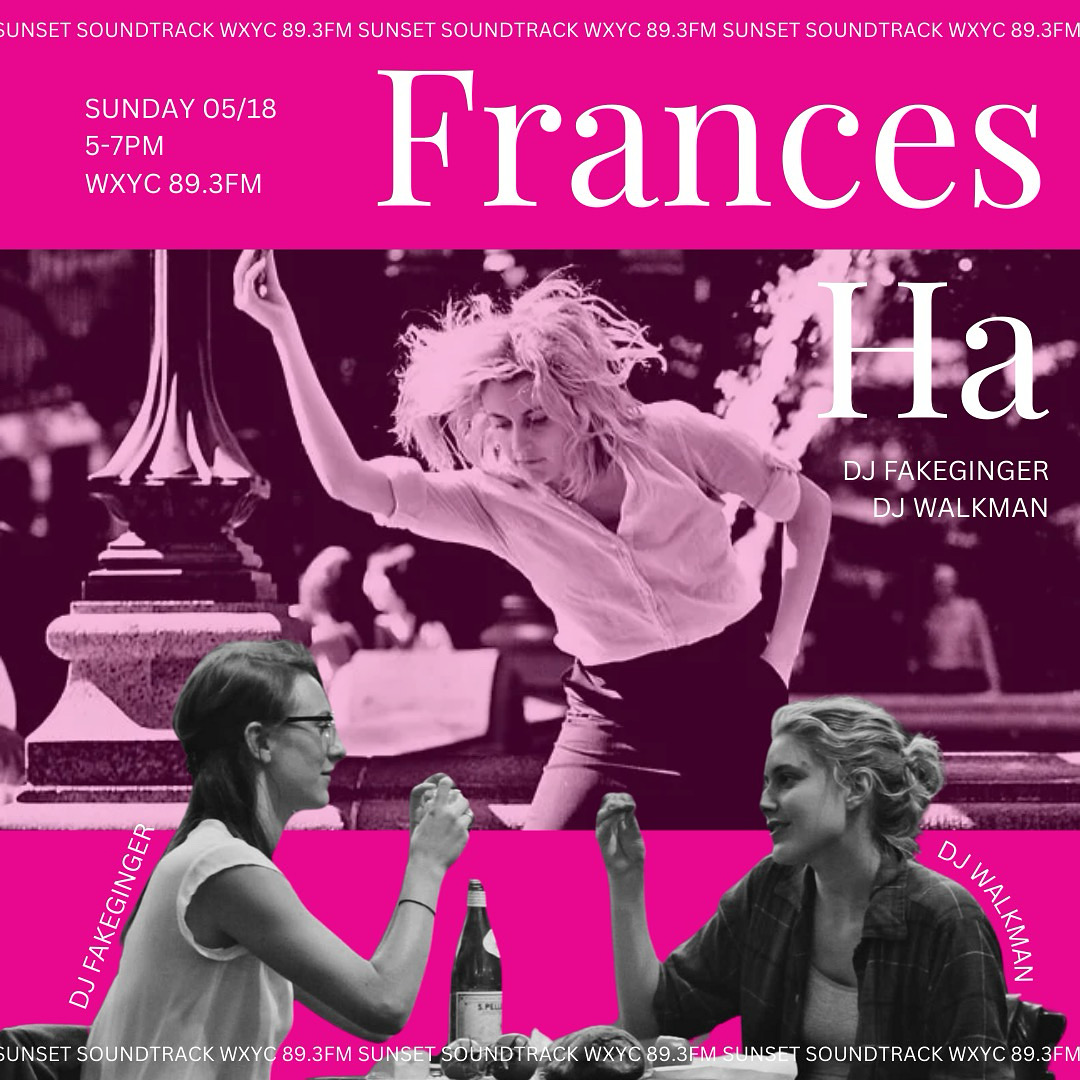 SUNSET SOUNDTRACK WXYC 89.3FM SUNSET SOUNDTRACK WXYC 89.3FM SUNSET SOUNDTRACK WXYC 89.3FM
SUNDAY 05/18
5-7PM
WXYC 89.3FM
Frances
Ha
DJ FAKEGINGER
DJ WALKMAN
DJ FAKEGINGER
DJ WALKMAN
S.PELL
SUNSET SOUNDTRACK WXYC 89.3FM SUNSET SOUNDTRACK WXYC 89.3FM SUNSET SOUNDTRACK WXYC 89.3FM